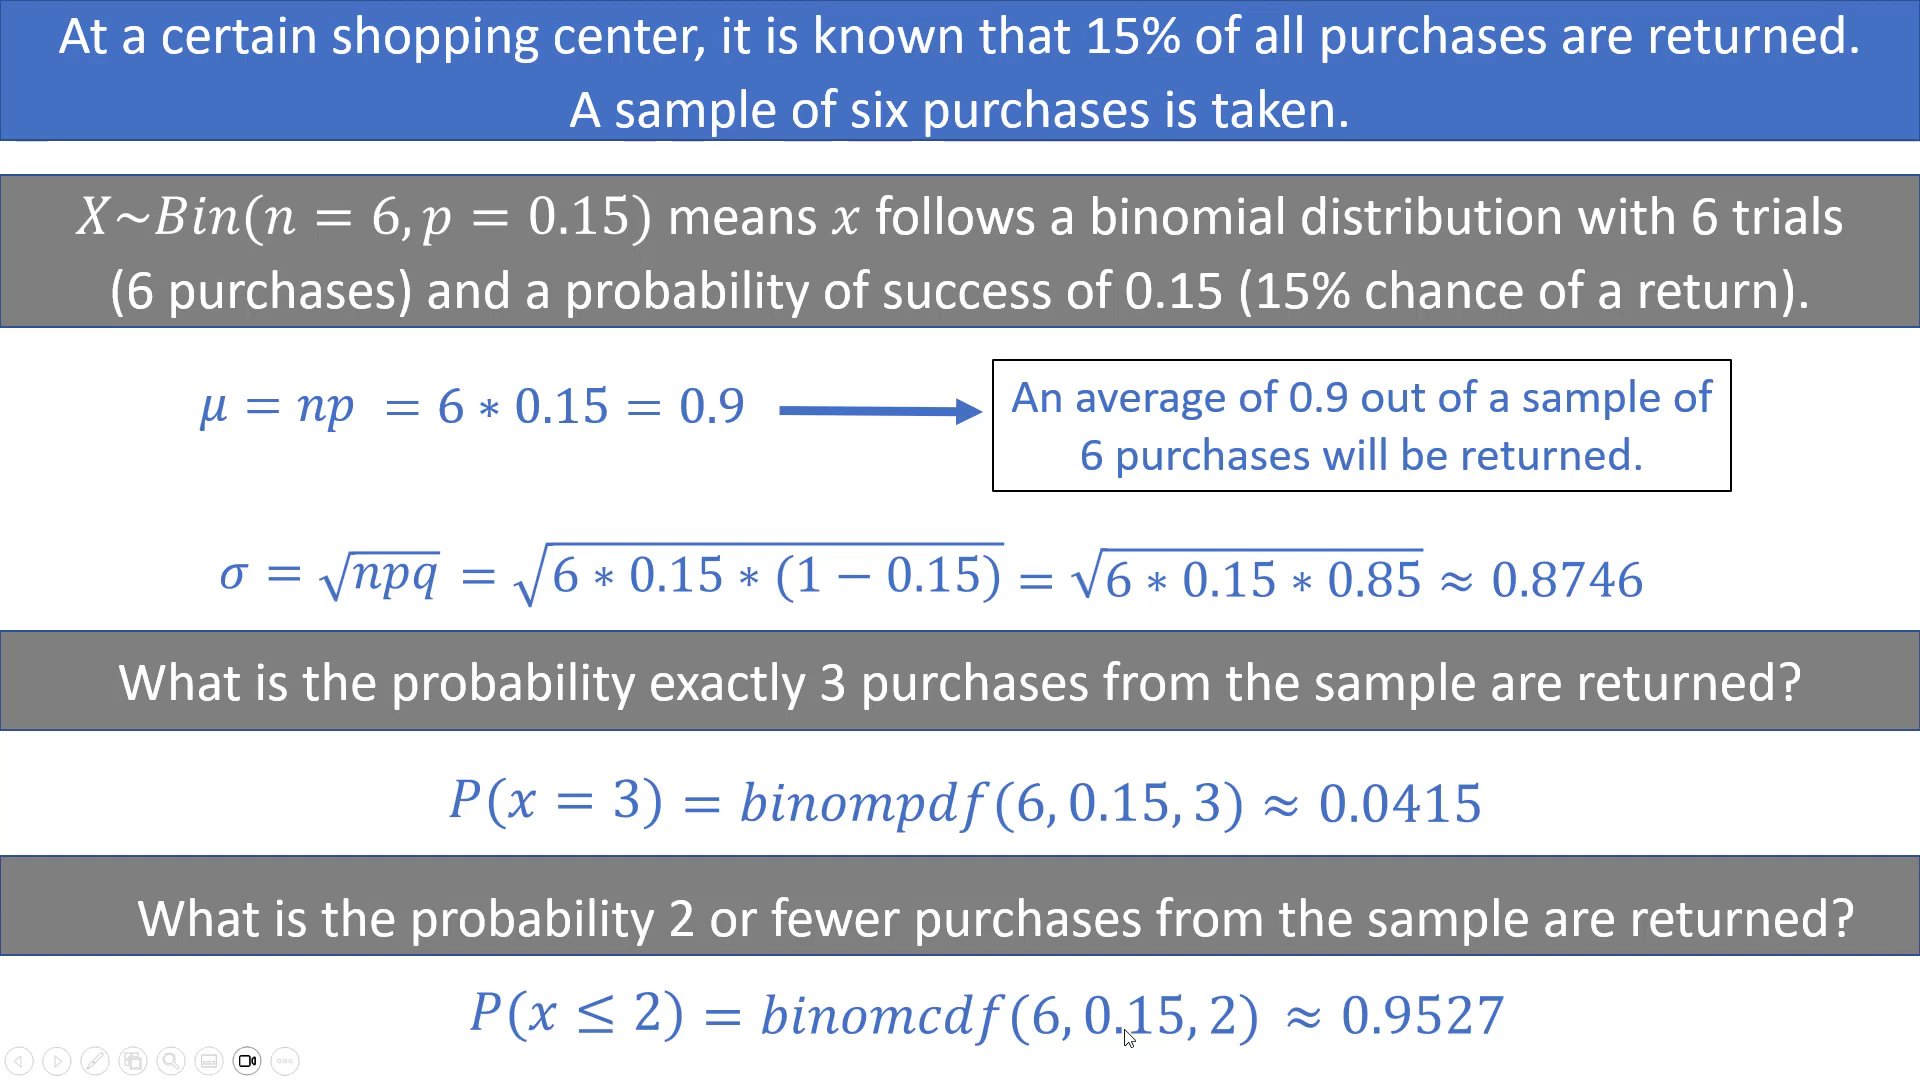 At a certain shopping center, it is known that 15% of all purchases are returned.
A sample of six purchases is taken.
X~Bin(n = 6, p = 0.15) means x follows a binomial distribution with 6 trials
(6 purchases) and a probability of success of 0.15 (15% chance of a return).
μ = np = 6 * 0.15 = 0.9
An average of 0.9 out of a sample of
6 purchases will be returned.
σ = √npq = √6 * 0.15 * (1 − 0.15) = √6 * 0.15 * 0.85 ≈ 0.8746
What is the probability exactly 3 purchases from the sample are returned?
P(x = 3) = binompdf(6, 0.15, 3) ≈ 0.0415
What is the probability 2 or fewer purchases from the sample are returned?
P(x ≤ 2) = binomcdf(6, 0.15, 2) ≈ 0.9527